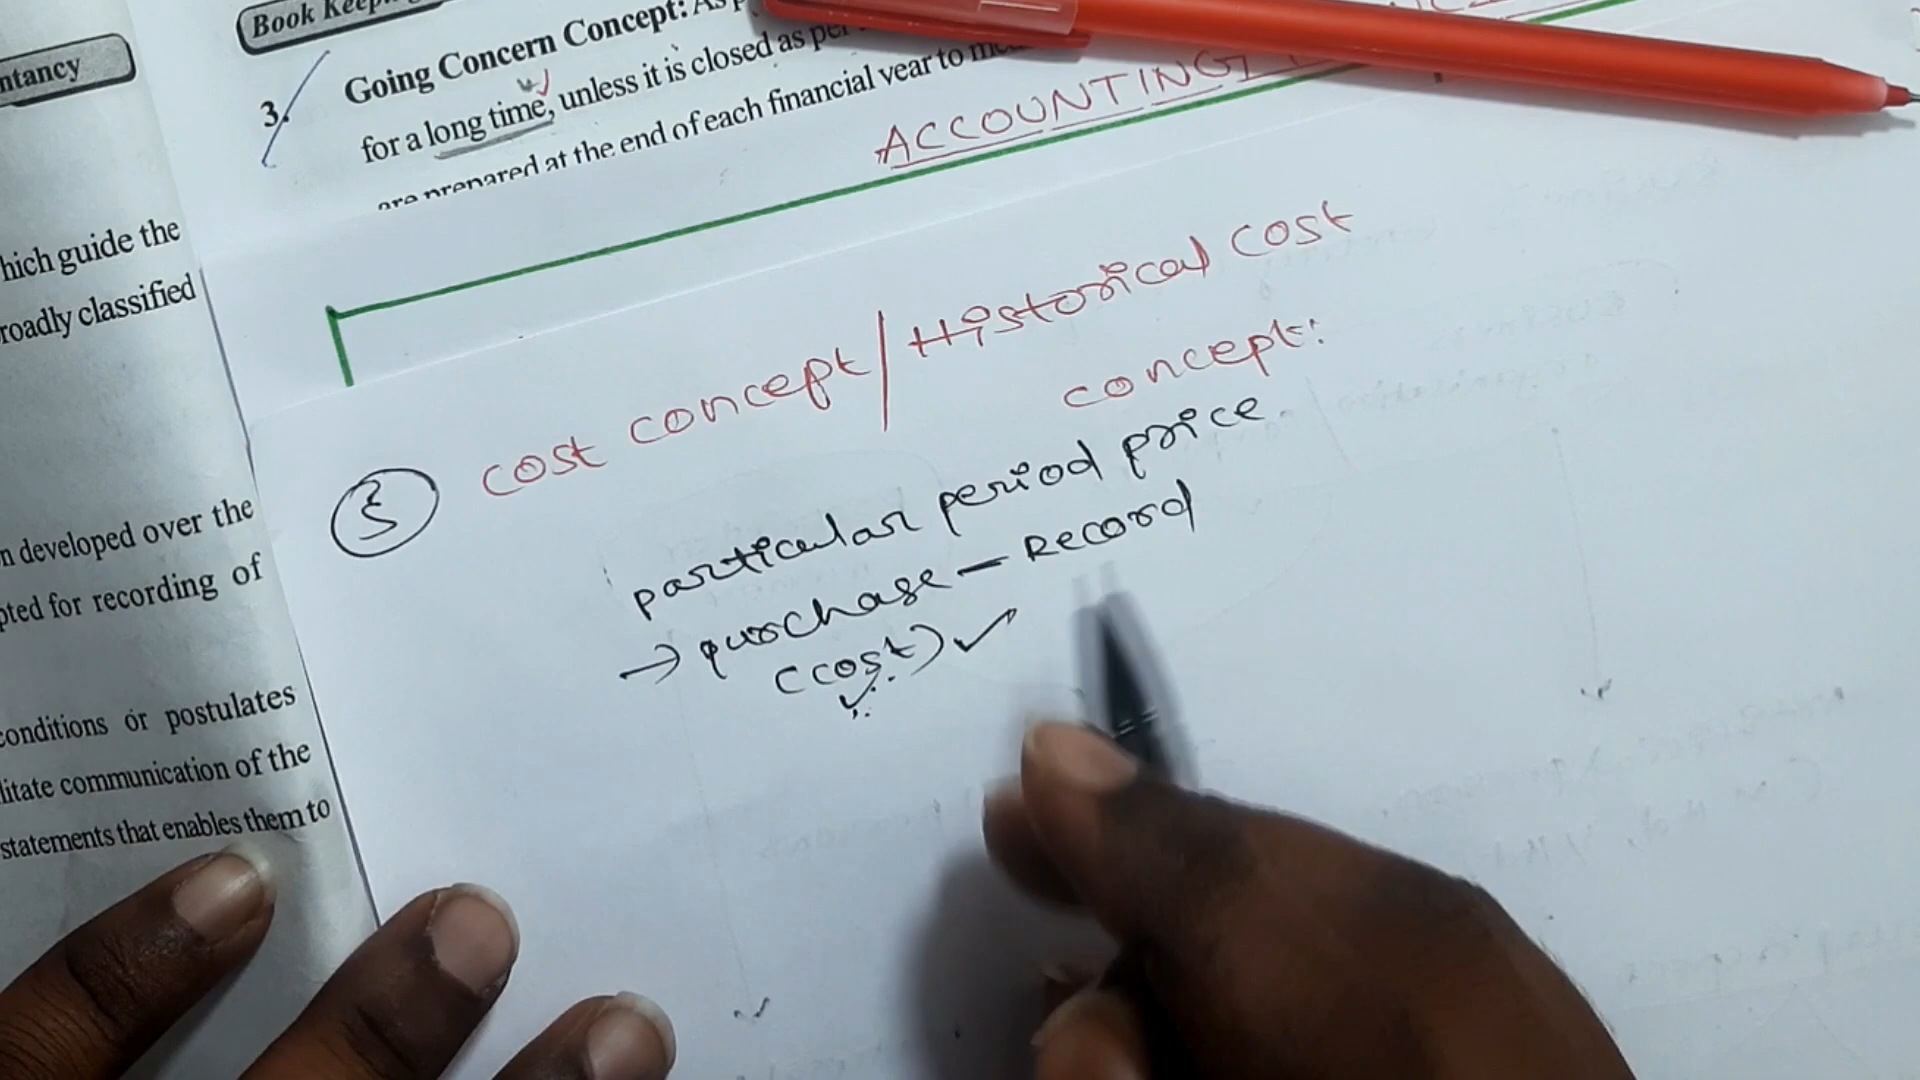 ntancy
hich guide the
roadly classified
n developed over the
pted for recording of
conditions or postulates
litate communication of the
statements that enables them to
Book Keep
3. Going Concern Concept: As p
for a long time, unless it is closed as per
are prepared at the end of each financial year to
ACCOUNTING
5 cost concept/Historical cost
concept:
particular period price
→ purchase - Record
(cost) ✓